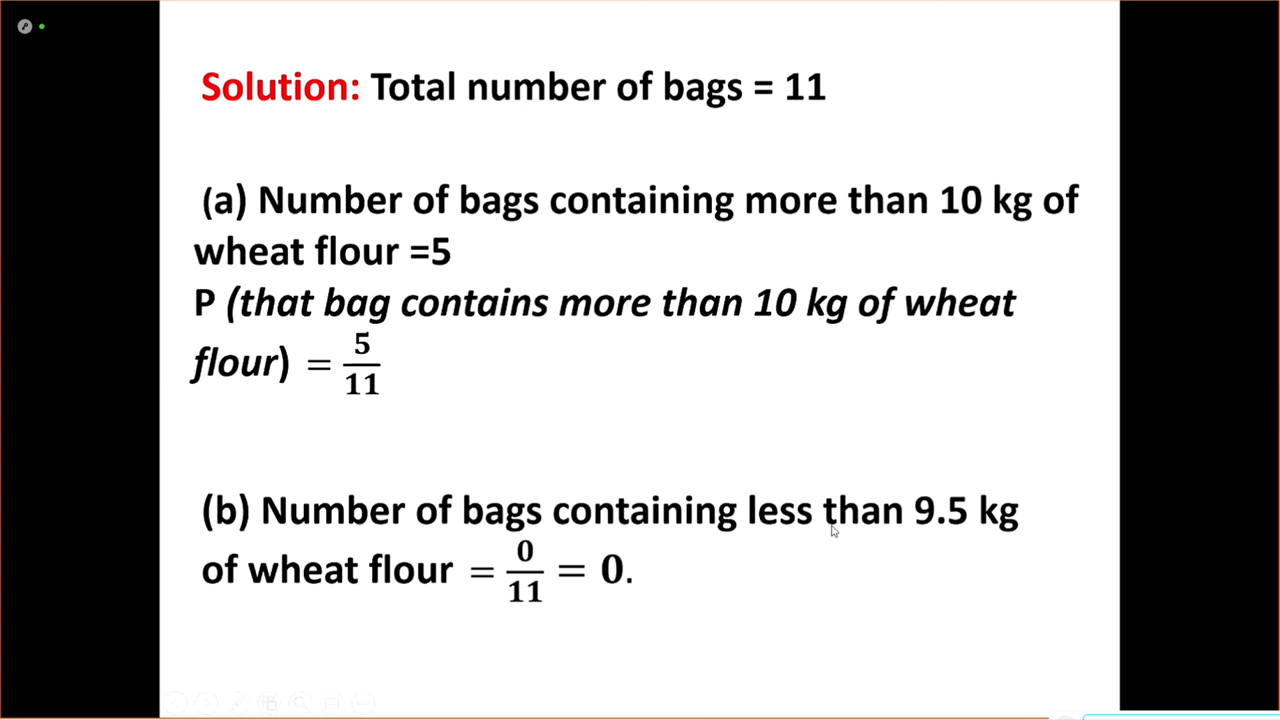 Solution: Total number of bags = 11
(a) Number of bags containing more than 10 kg of
wheat flour =5
P (that bag contains more than 10 kg of wheat
flour) = 5/11
(b) Number of bags containing less than 9.5 kg
of wheat flour = 0/11 = 0.